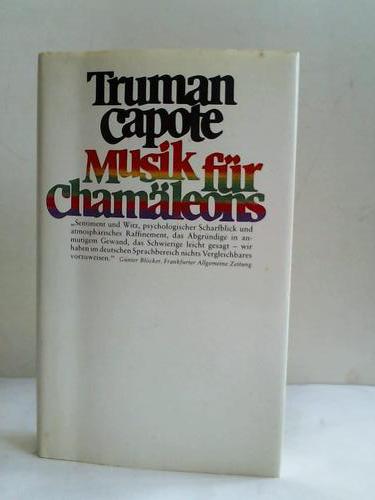 Truman
Capote
Musik für
Chamäleons
„Sentiment und Witz, psychologischer Scharfblick und
atmosphärisches Raffinement, das Abgründige in an-
mutigem Gewand, das Schwierige leicht gesagt – wir
haben im deutschen Sprachbereich nichts Vergleichbares
vorzuweisen.“ Günter Blöcker, Frankfurter Allgemeine Zeitung